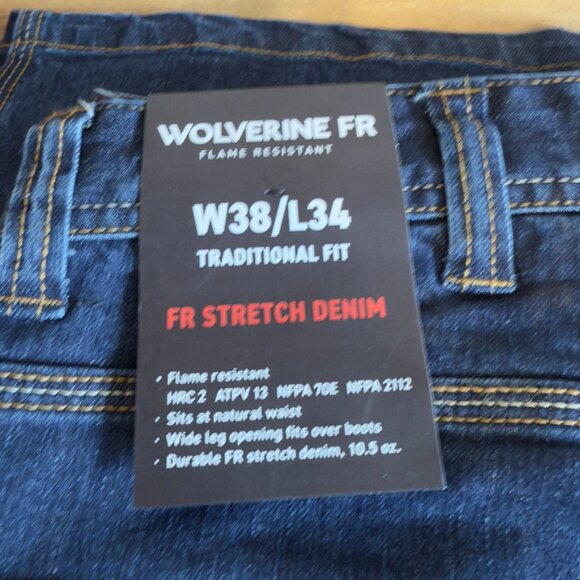 WOLVERINE FR
FLAME RESISTANT
W38/L34
TRADITIONAL FIT
FR STRETCH DENIM
• Flame resistant
HRC 2 ATPV 13 NFPA 70E NFPA 2112
• Sits at natural waist
• Wide leg opening fits over boots
• Durable FR stretch denim, 10.5 oz.